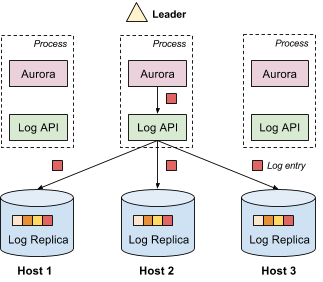 Leader
Process
Process
Process
Aurora
Aurora
Aurora
Log API
Log API
Log API
Log entry
Log Replica
Log Replica
Log Replica
Host 1
Host 2
Host 3